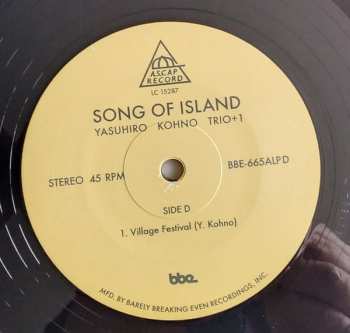 A.S.C.A.P
RECORD
LC 15287
SONG OF ISLAND
YASUHIRO KOHNO TRIO+1
STEREO 45 RPM
BBE-665ALPD
SIDE D
1. Village Festival (Y. Kohno)
bbe.
MFD. BY BARELY BREAKING EVEN RECORDINGS, INC.